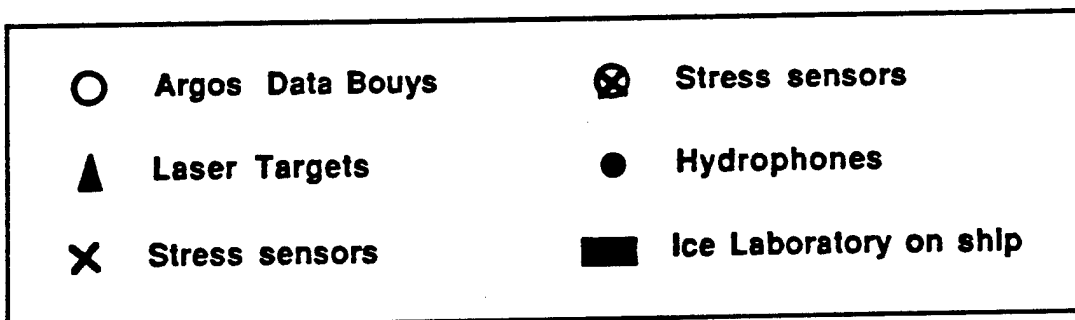 Argos Data Bouys
Laser Targets
Stress sensors
Stress sensors
Hydrophones
Ice Laboratory on ship